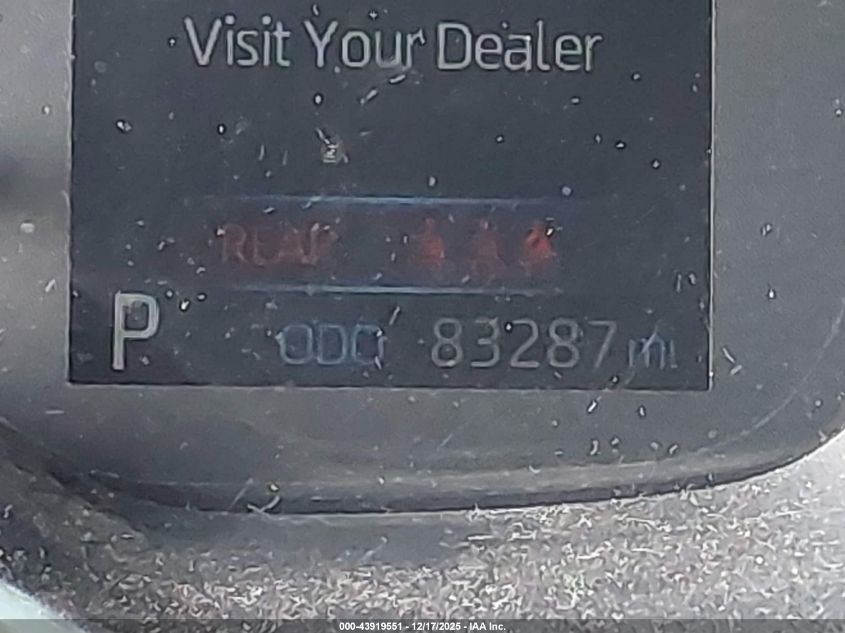 Visit Your Dealer
REAR
P ODO 83287 mi
000-43919551 - 12/17/2025 - IAA Inc.